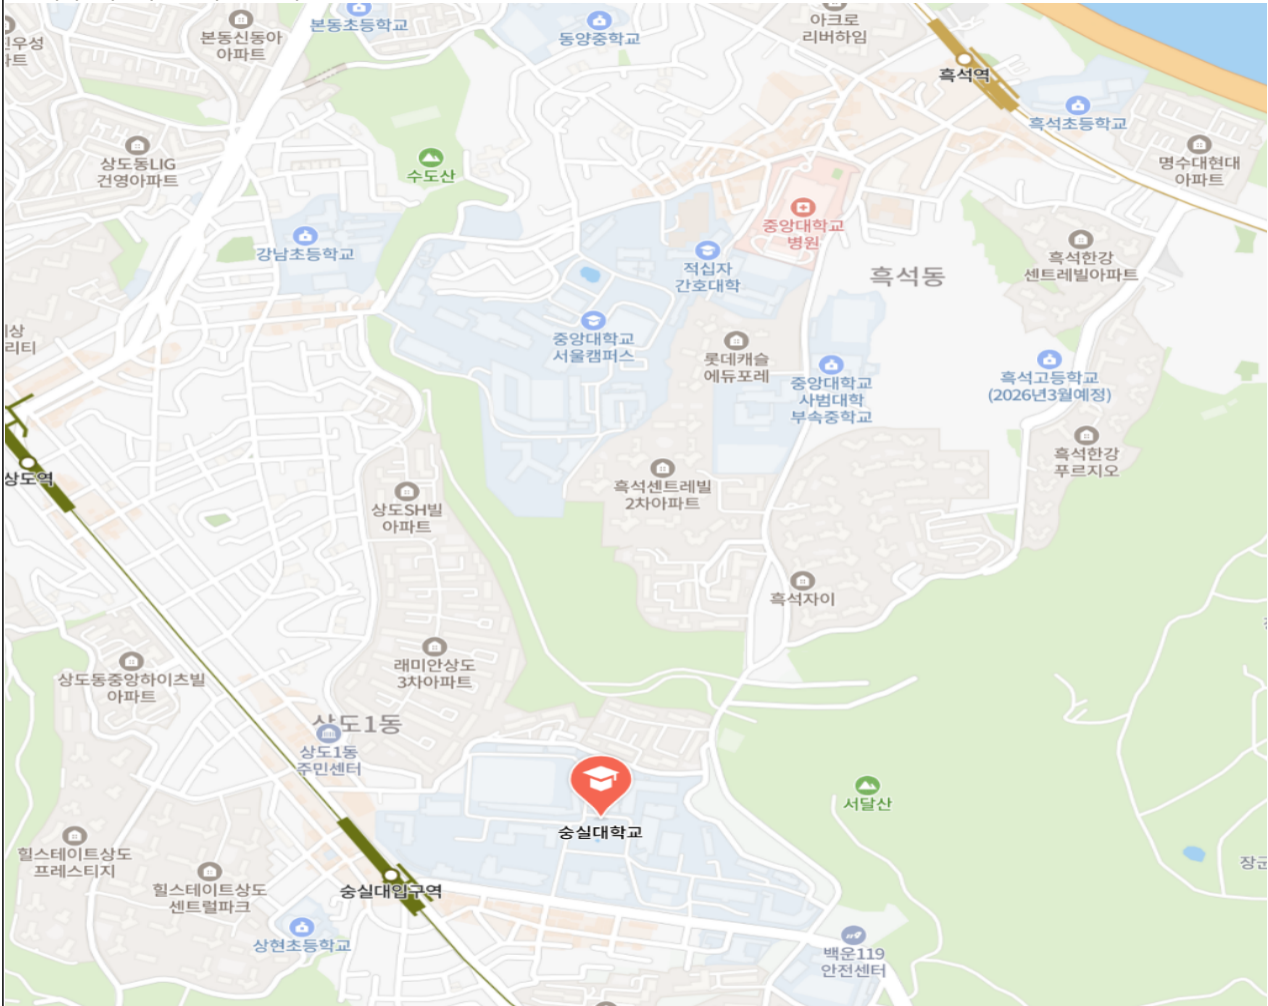 본동초등학교
본동신동아
아파트
동양중학교
아크로
리버하임
흑석역
흑석초등학교
명수대현대
아파트
상도동LIG
건영아파트
수도산
강남초등학교
중앙대학교
병원
적십자
간호대학
흑석동
흑석한강
센트레빌아파트
중앙대학교
서울캠퍼스
롯데캐슬
에듀포레
중앙대학교
사범대학
부속중학교
흑석고등학교
(2026년3월예정)
흑석한강
푸르지오
상도역
상도SH빌
아파트
흑석센트레빌
2차아파트
흑석자이
래미안상도
3차아파트
상도동중앙하이츠빌
아파트
상도1동
상도1동
주민센터
숭실대학교
서달산
힐스테이트상도
프레스티지
힐스테이트상도
센트럴파크
숭실대입구역
상현초등학교
백운119
안전센터
장군